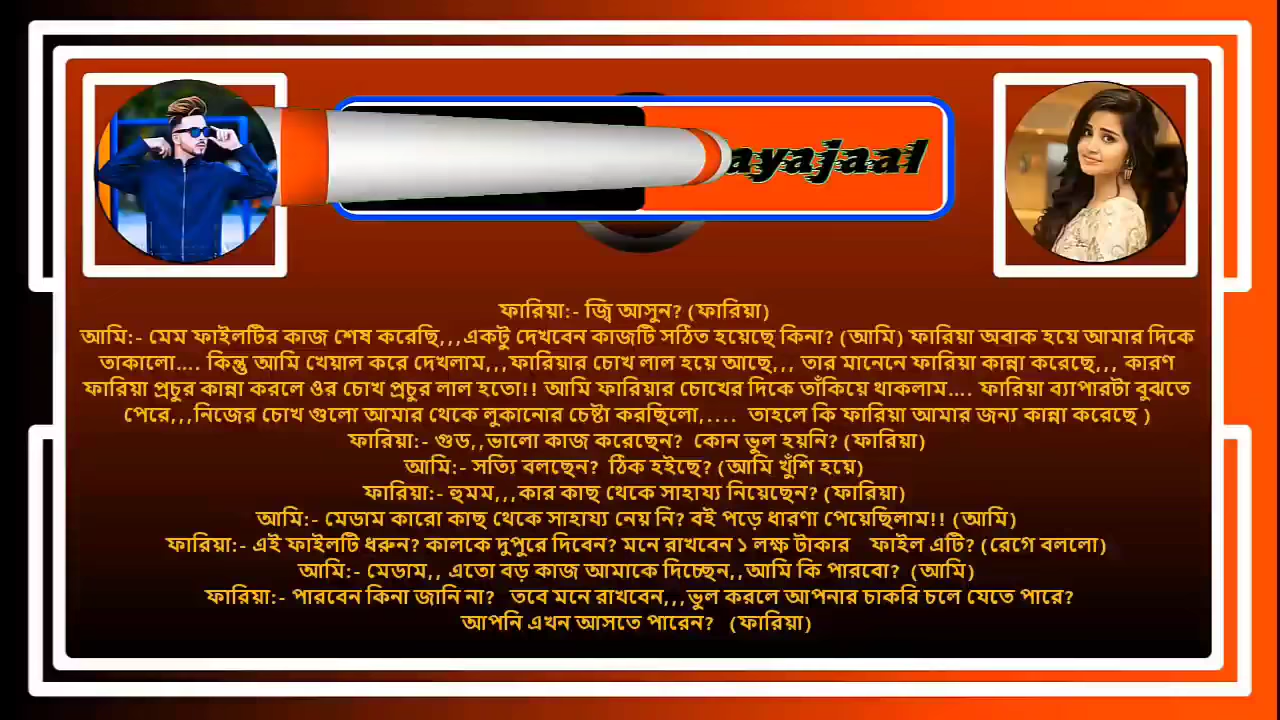 ayajaal
ফারিয়া:- জ্বি আসুন? (ফারিয়া)
আমি:- মেম ফাইলটির কাজ শেষ করেছি,,,একটু দেখবেন কাজটি সঠিত হয়েছে কিনা? (আমি) ফারিয়া অবাক হয়ে আমার দিকে
তাকালো.... কিন্তু আমি খেয়াল করে দেখলাম,,,ফারিয়ার চোখ লাল হয়ে আছে,,, তার মানেনে ফারিয়া কান্না করেছে,,, কারণ
ফারিয়া প্রচুর কান্না করলে ওর চোখ প্রচুর লাল হতো!! আমি ফারিয়ার চোখের দিকে তাঁকিয়ে থাকলাম.... ফারিয়া ব্যাপারটা বুঝতে
পেরে,,,নিজের চোখ গুলো আমার থেকে লুকানোর চেষ্টা করছিলো,.... তাহলে কি ফারিয়া আমার জন্য কান্না করেছে )
ফারিয়া:- গুড,,ভালো কাজ করেছেন? কোন ভুল হয়নি? (ফারিয়া)
আমি:- সত্যি বলছেন? ঠিক হইছে? (আমি খুঁশি হয়ে)
ফারিয়া:- হুমম,,,কার কাছ থেকে সাহায্য নিয়েছেন? (ফারিয়া)
আমি:- মেডাম কারো কাছ থেকে সাহায্য নেয় নি? বই পড়ে ধারণা পেয়েছিলাম!! (আমি)
ফারিয়া:- এই ফাইলটি ধরুন? কালকে দুপুরে দিবেন? মনে রাখবেন ১ লক্ষ টাকার ফাইল এটি? (রেগে বললো)
আমি:- মেডাম,, এতো বড় কাজ আমাকে দিচ্ছেন,,আমি কি পারবো? (আমি)
ফারিয়া:- পারবেন কিনা জানি না? তবে মনে রাখবেন,,,ভুল করলে আপনার চাকরি চলে যেতে পারে?
আপনি এখন আসতে পারেন? (ফারিয়া)